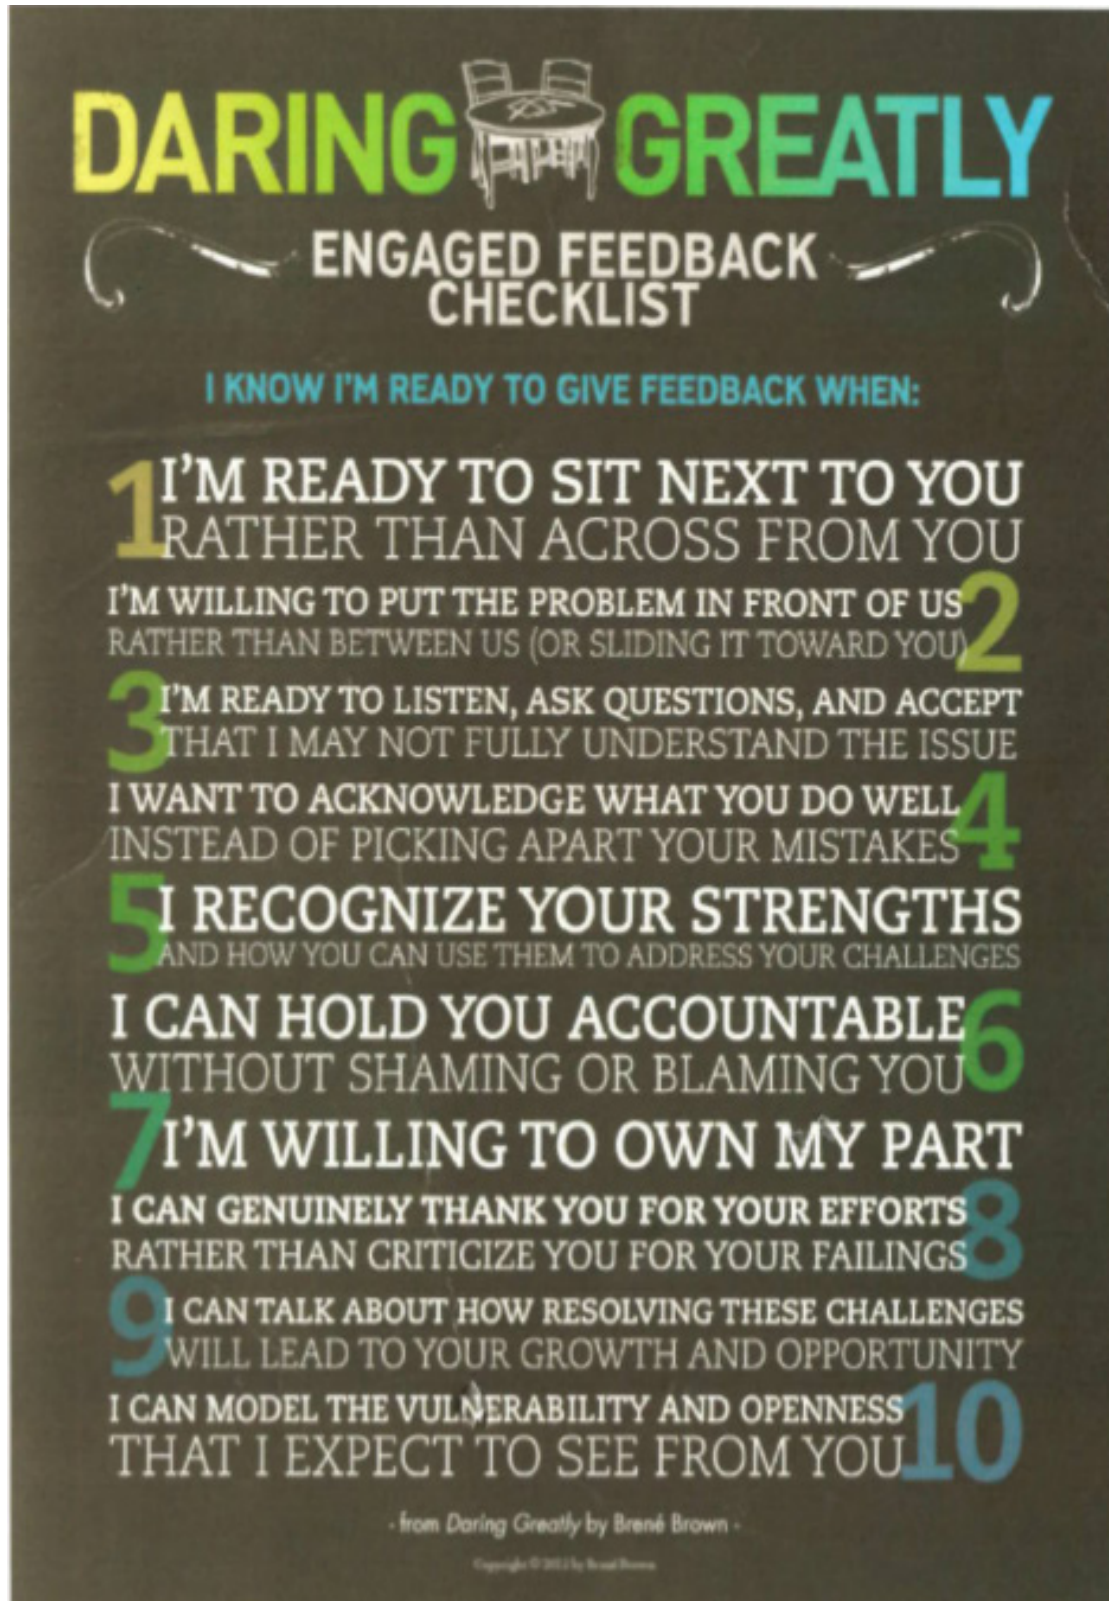 DARING GREATLY
ENGAGED FEEDBACK
CHECKLIST
I KNOW I'M READY TO GIVE FEEDBACK WHEN:
1 I'M READY TO SIT NEXT TO YOU
RATHER THAN ACROSS FROM YOU
I'M WILLING TO PUT THE PROBLEM IN FRONT OF US 2
RATHER THAN BETWEEN US (OR SLIDING IT TOWARD YOU)
3 I'M READY TO LISTEN, ASK QUESTIONS, AND ACCEPT
THAT I MAY NOT FULLY UNDERSTAND THE ISSUE
I WANT TO ACKNOWLEDGE WHAT YOU DO WELL 4
INSTEAD OF PICKING APART YOUR MISTAKES
5 I RECOGNIZE YOUR STRENGTHS
AND HOW YOU CAN USE THEM TO ADDRESS YOUR CHALLENGES
I CAN HOLD YOU ACCOUNTABLE 6
WITHOUT SHAMING OR BLAMING YOU
7 I'M WILLING TO OWN MY PART
I CAN GENUINELY THANK YOU FOR YOUR EFFORTS 8
RATHER THAN CRITICIZE YOU FOR YOUR FAILINGS
9 I CAN TALK ABOUT HOW RESOLVING THESE CHALLENGES
WILL LEAD TO YOUR GROWTH AND OPPORTUNITY
I CAN MODEL THE VULNERABILITY AND OPENNESS 10
THAT I EXPECT TO SEE FROM YOU
- from Daring Greatly by Brené Brown -
Copyright © by Brené Brown